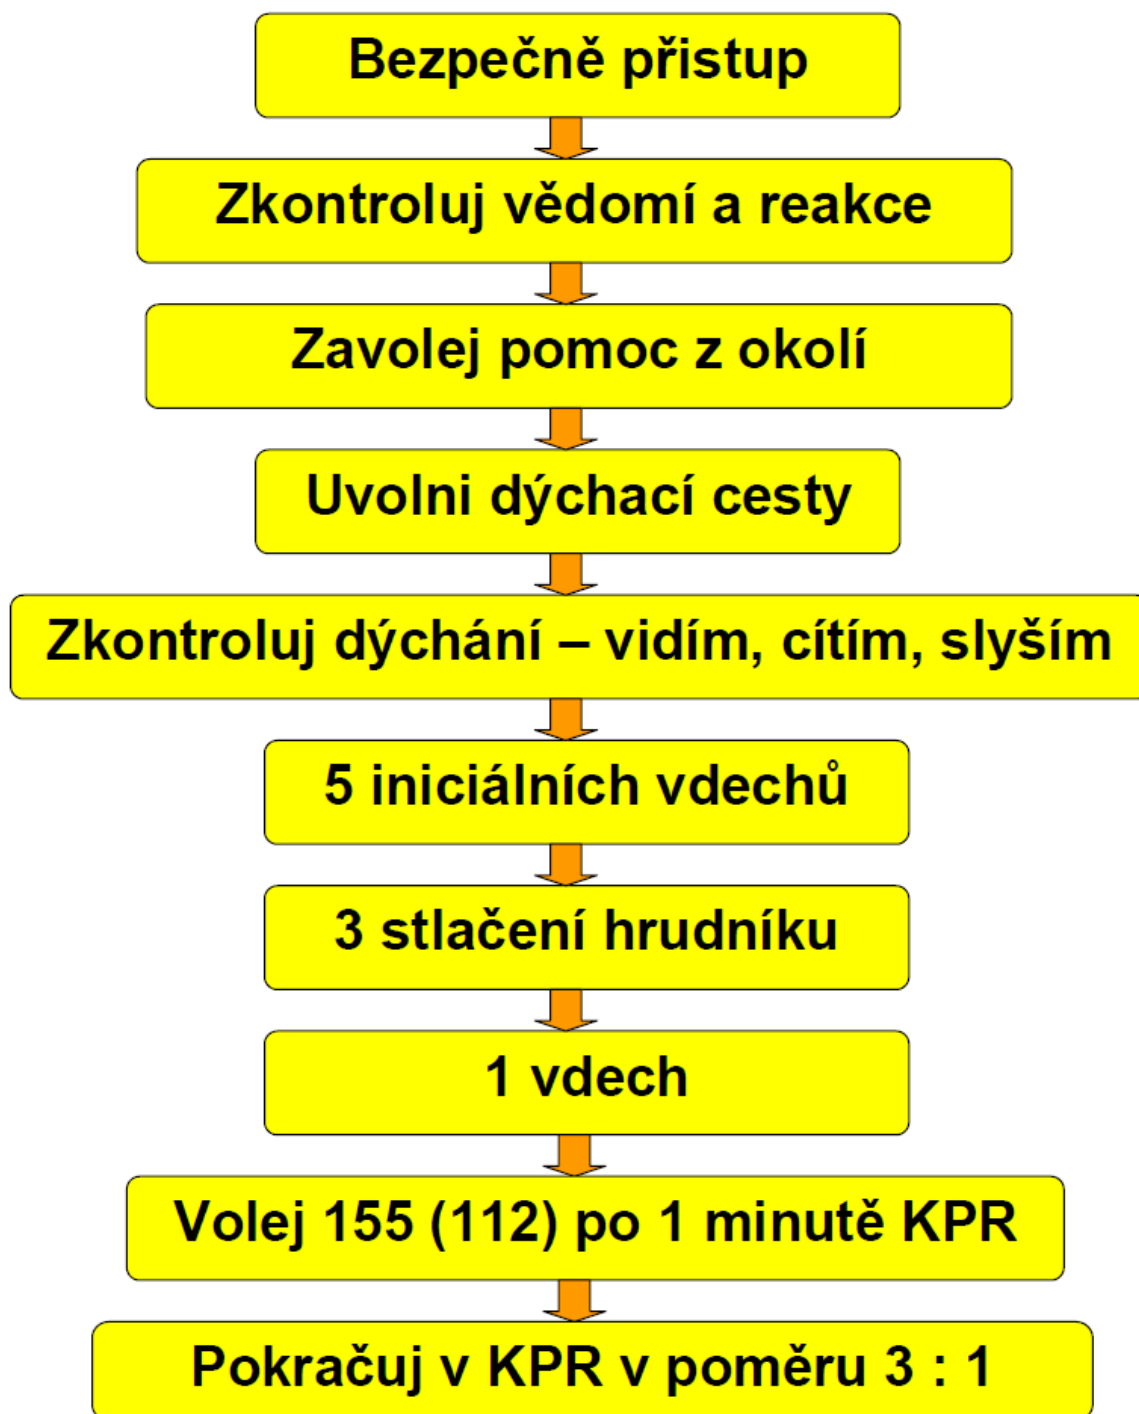 Bezpečně přistup
Zkontroluj vědomí a reakce
Zavolej pomoc z okolí
Uvolni dýchací cesty
Zkontroluj dýchání – vidím, cítím, slyším
5 iniciálních vdechů
3 stlačení hrudníku
1 vdech
Volej 155 (112) po 1 minutě KPR
Pokračuj v KPR v poměru 3 : 1